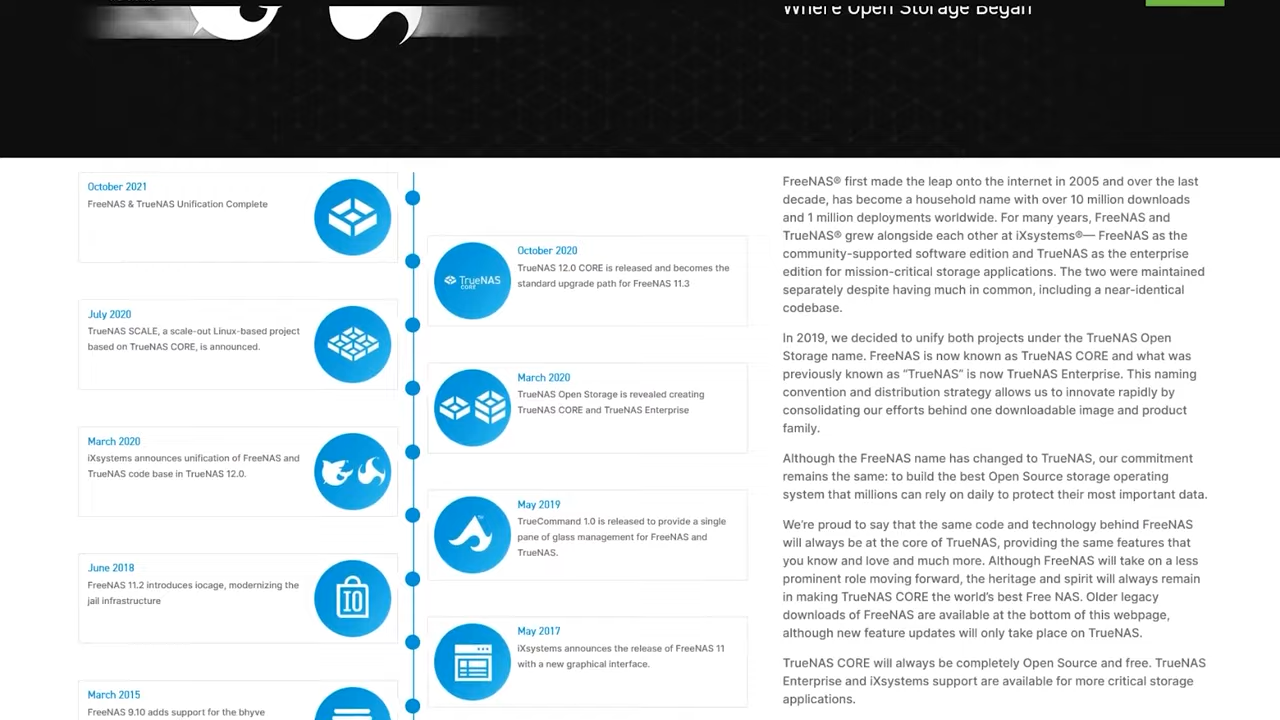 Where Open Storage Began
October 2021
FreeNAS & TrueNAS Unification Complete
October 2020
TrueNAS 12.0 CORE is released and becomes the
standard upgrade path for FreeNAS 11.3
TrueNAS
CORE
July 2020
TrueNAS SCALE, a scale-out Linux-based project
based on TrueNAS CORE, is announced.
March 2020
TrueNAS Open Storage is revealed creating
TrueNAS CORE and TrueNAS Enterprise
March 2020
iXsystems announces unification of FreeNAS and
TrueNAS code base in TrueNAS 12.0.
May 2019
TrueCommand 1.0 is released to provide a single
pane of glass management for FreeNAS and
TrueNAS.
June 2018
FreeNAS 11.2 introduces iocage, modernizing the
jail infrastructure
IO
May 2017
iXsystems announces the release of FreeNAS 11
with a new graphical interface.
March 2015
FreeNAS 9.10 adds support for the bhyve
FreeNAS® first made the leap onto the internet in 2005 and over the last
decade, has become a household name with over 10 million downloads
and 1 million deployments worldwide. For many years, FreeNAS and
TrueNAS® grew alongside each other at iXsystems®— FreeNAS as the
community-supported software edition and TrueNAS as the enterprise
edition for mission-critical storage applications. The two were maintained
separately despite having much in common, including a near-identical
codebase.
In 2019, we decided to unify both projects under the TrueNAS Open
Storage name. FreeNAS is now known as TrueNAS CORE and what was
previously known as “TrueNAS” is now TrueNAS Enterprise. This naming
convention and distribution strategy allows us to innovate rapidly by
consolidating our efforts behind one downloadable image and product
family.
Although the FreeNAS name has changed to TrueNAS, our commitment
remains the same: to build the best Open Source storage operating
system that millions can rely on daily to protect their most important data.
We’re proud to say that the same code and technology behind FreeNAS
will always be at the core of TrueNAS, providing the same features that
you know and love and much more. Although FreeNAS will take on a less
prominent role moving forward, the heritage and spirit will always remain
in making TrueNAS CORE the world’s best Free NAS. Older legacy
downloads of FreeNAS are available at the bottom of this webpage,
although new feature updates will only take place on TrueNAS.
TrueNAS CORE will always be completely Open Source and free. TrueNAS
Enterprise and iXsystems support are available for more critical storage
applications.